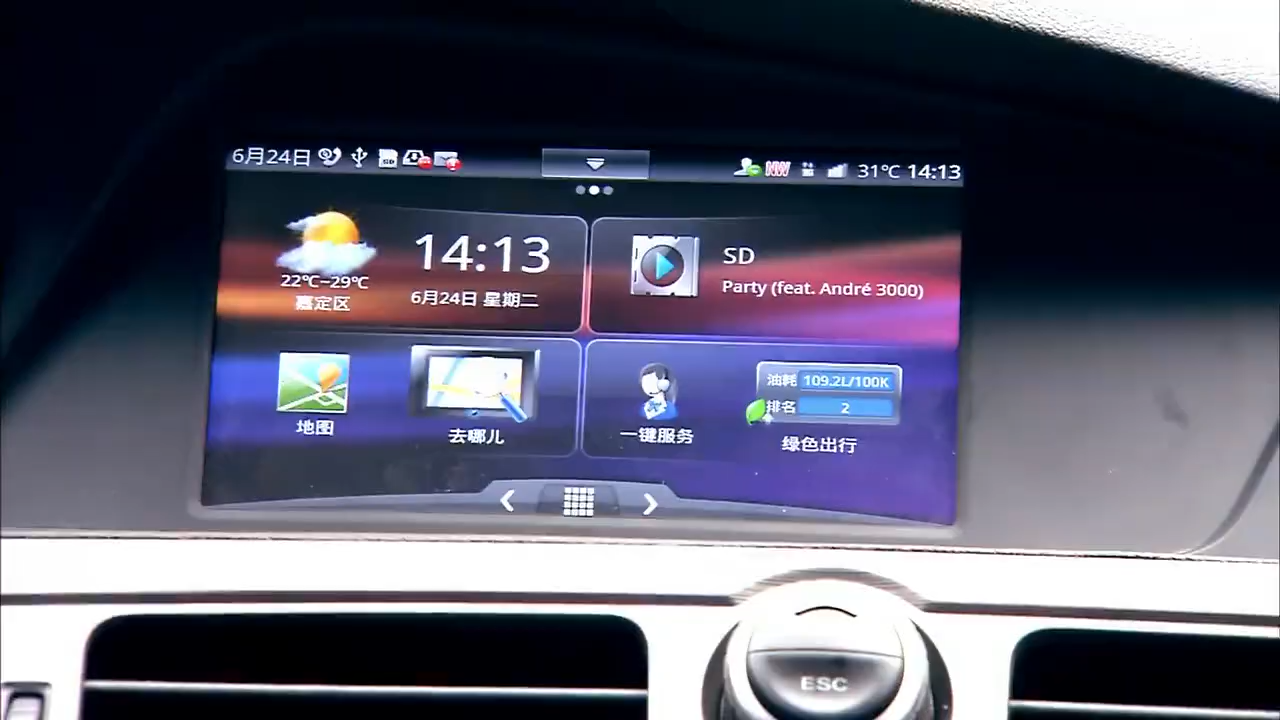 6月24日
NW 31℃ 14:13
22℃~29℃
嘉定区
14:13
6月24日 星期二
SD
Party (feat. André 3000)
地图
去哪儿
一键服务
油耗 109.2L/100K
排名 2
绿色出行
ESC